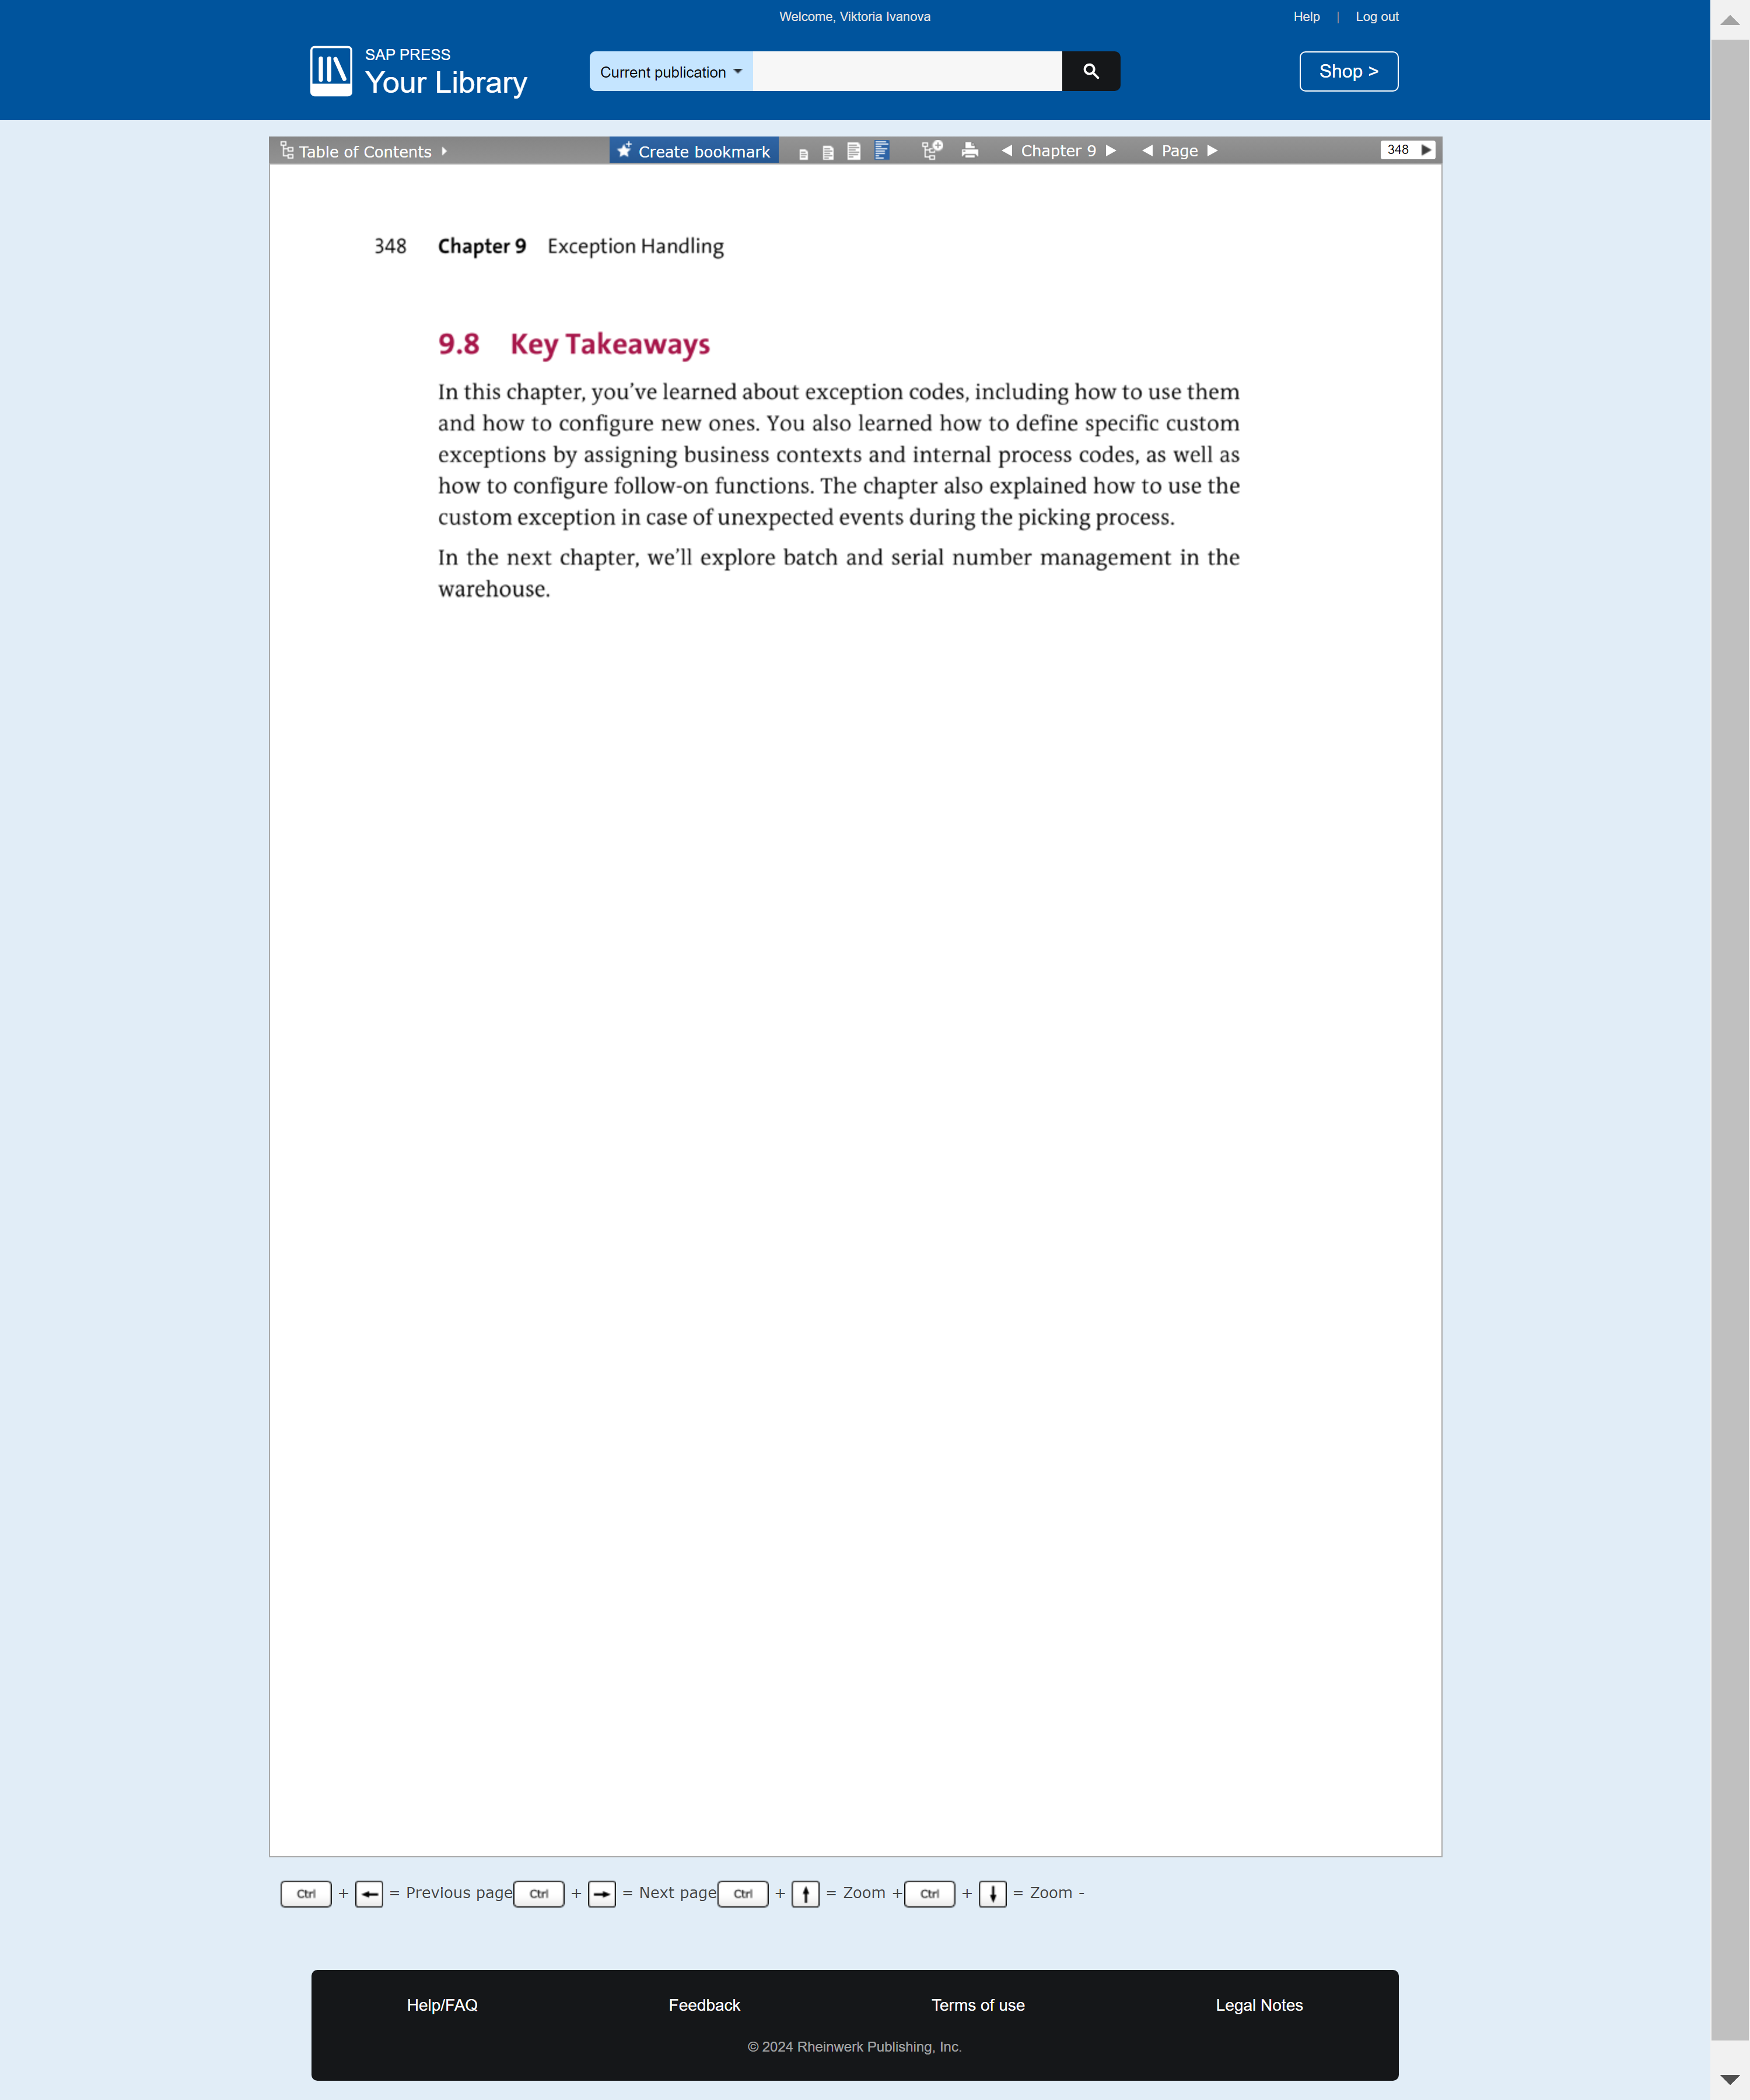 Welcome, Viktoria Ivanova
Help | Log out
SAP PRESS
Your Library
Current publication
Shop >
Table of Contents
Create bookmark
Chapter 9
Page
348
348 Chapter 9 Exception Handling
9.8 Key Takeaways
In this chapter, you’ve learned about exception codes, including how to use them
and how to configure new ones. You also learned how to define specific custom
exceptions by assigning business contexts and internal process codes, as well as
how to configure follow-on functions. The chapter also explained how to use the
custom exception in case of unexpected events during the picking process.
In the next chapter, we’ll explore batch and serial number management in the
warehouse.
Ctrl + ← = Previous page Ctrl + → = Next page Ctrl + ↑ = Zoom + Ctrl + ↓ = Zoom -
Help/FAQ Feedback Terms of use Legal Notes
© 2024 Rheinwerk Publishing, Inc.